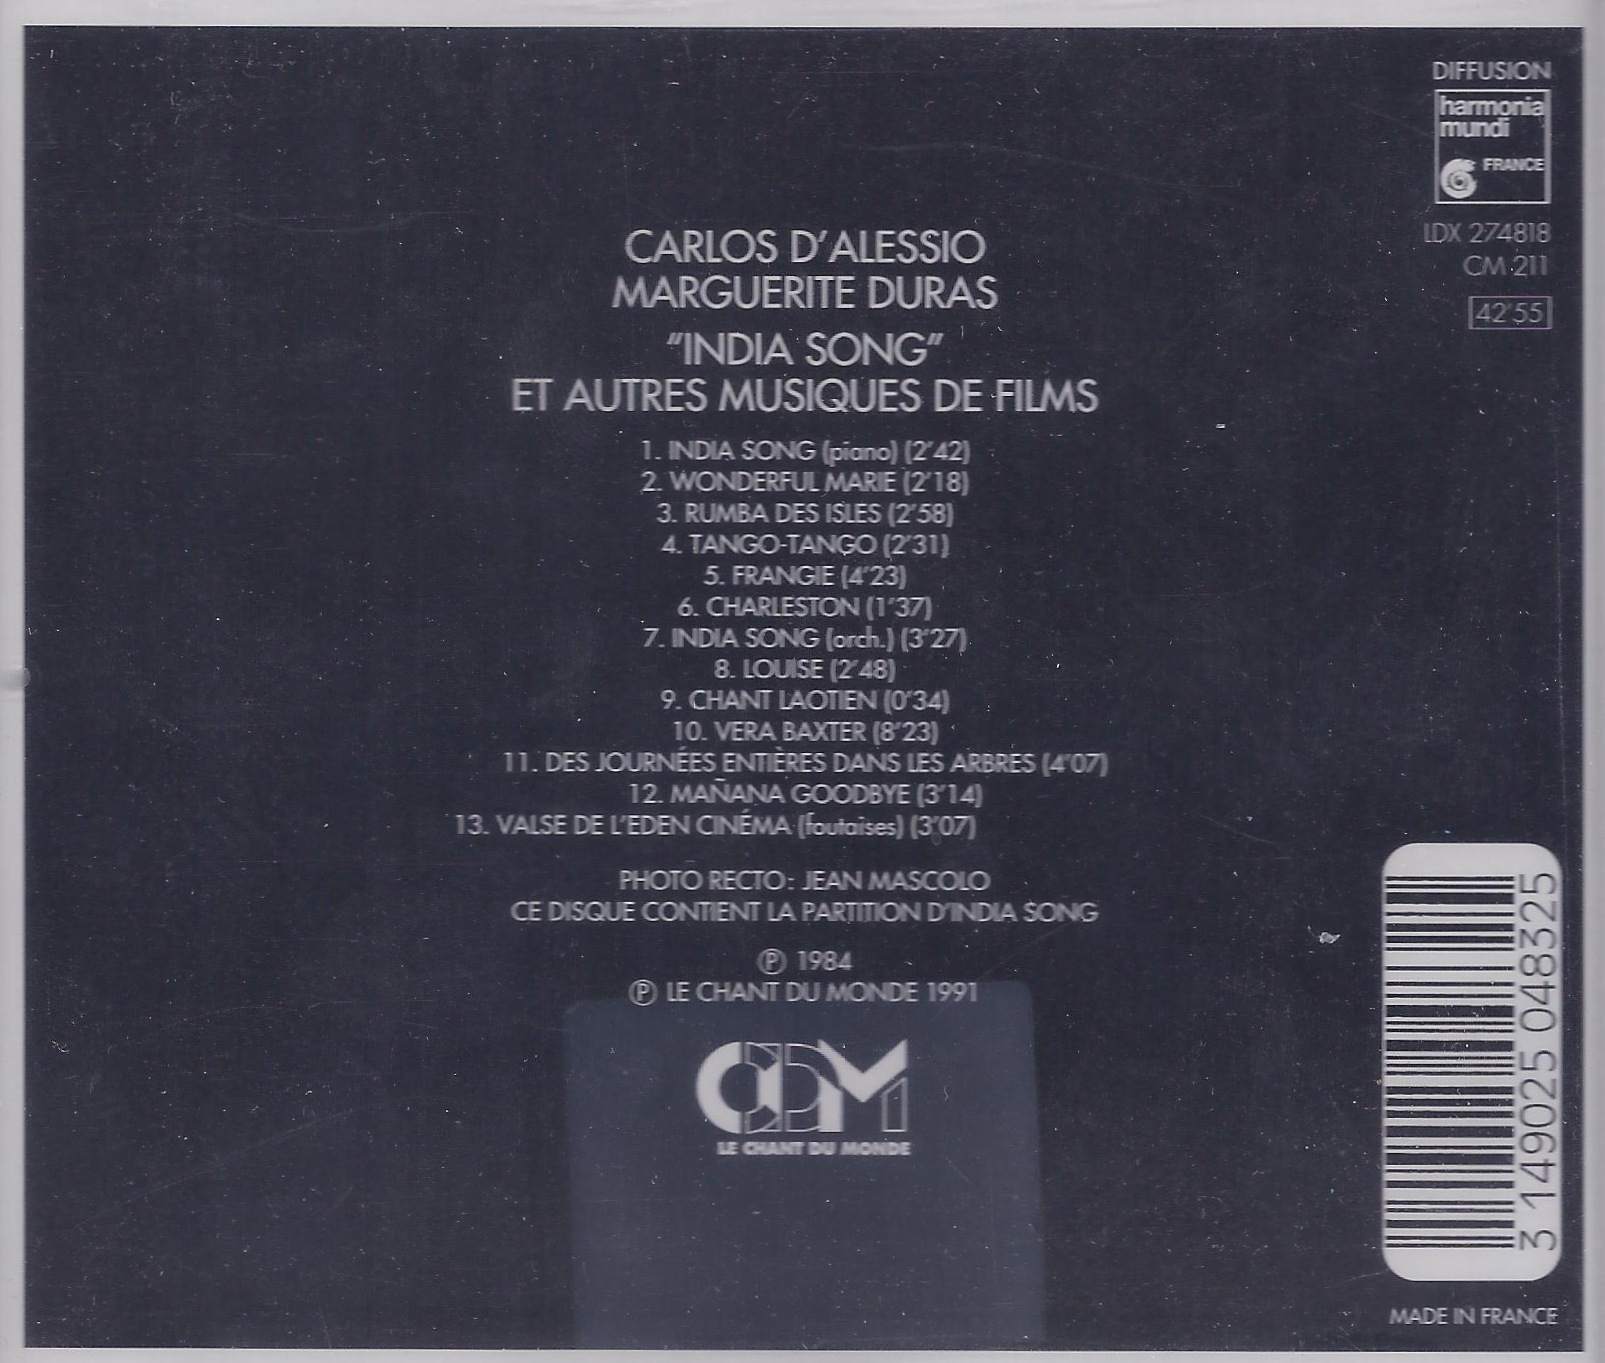 DIFFUSION
harmonia
mundi
FRANCE
LDX 274818
CM 211
42'55
CARLOS D'ALESSIO
MARGUERITE DURAS
"INDIA SONG"
ET AUTRES MUSIQUES DE FILMS
1. INDIA SONG (piano) (2'42)
2. WONDERFUL MARIE (2'18)
3. RUMBA DES ISLES (2'58)
4. TANGO-TANGO (2'31)
5. FRANGIE (4'23)
6. CHARLESTON (1'37)
7. INDIA SONG (orch.) (3'27)
8. LOUISE (2'48)
9. CHANT LAOTIEN (0'34)
10. VERA BAXTER (8'23)
11. DES JOURNÉES ENTIÈRES DANS LES ARBRES (4'07)
12. MAÑANA GOODBYE (3'14)
13. VALSE DE L'EDEN CINÉMA (foutaises) (3'07)
PHOTO RECTO: JEAN MASCOLO
CE DISQUE CONTIENT LA PARTITION D'INDIA SONG
℗ 1984
℗ LE CHANT DU MONDE 1991
CDM
LE CHANT DU MONDE
3 149025 048325
MADE IN FRANCE